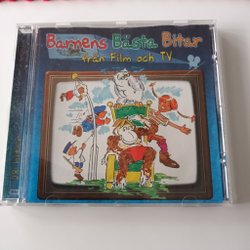 Barnens Bästa Bitar
från Film och TV